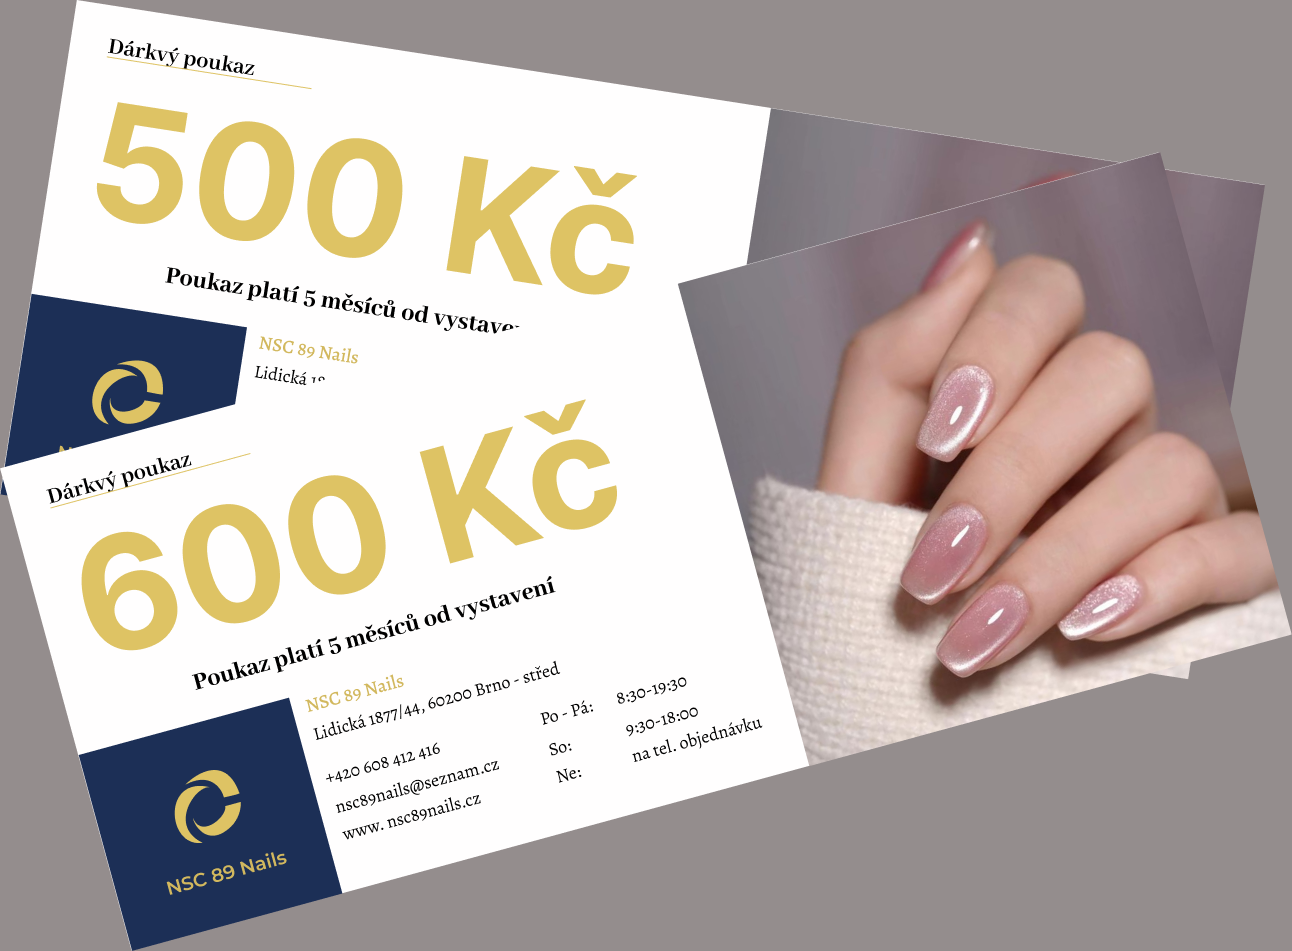 Dárkvý poukaz
500 Kč
Poukaz platí 5 měsíců od
NSC 89 Nails
Lidická
Dárkvý poukaz
600 Kč
Poukaz platí 5 měsíců od vystavení
NSC 89 Nails
Lidická 1877/44, 60200 Brno - střed
+420 608 412 416
nsc89nails@seznam.cz
www. nsc89nails.cz
Po - Pá: 8:30-19:30
So: 9:30-18:00
Ne: na tel. objednávku
NSC 89 Nails